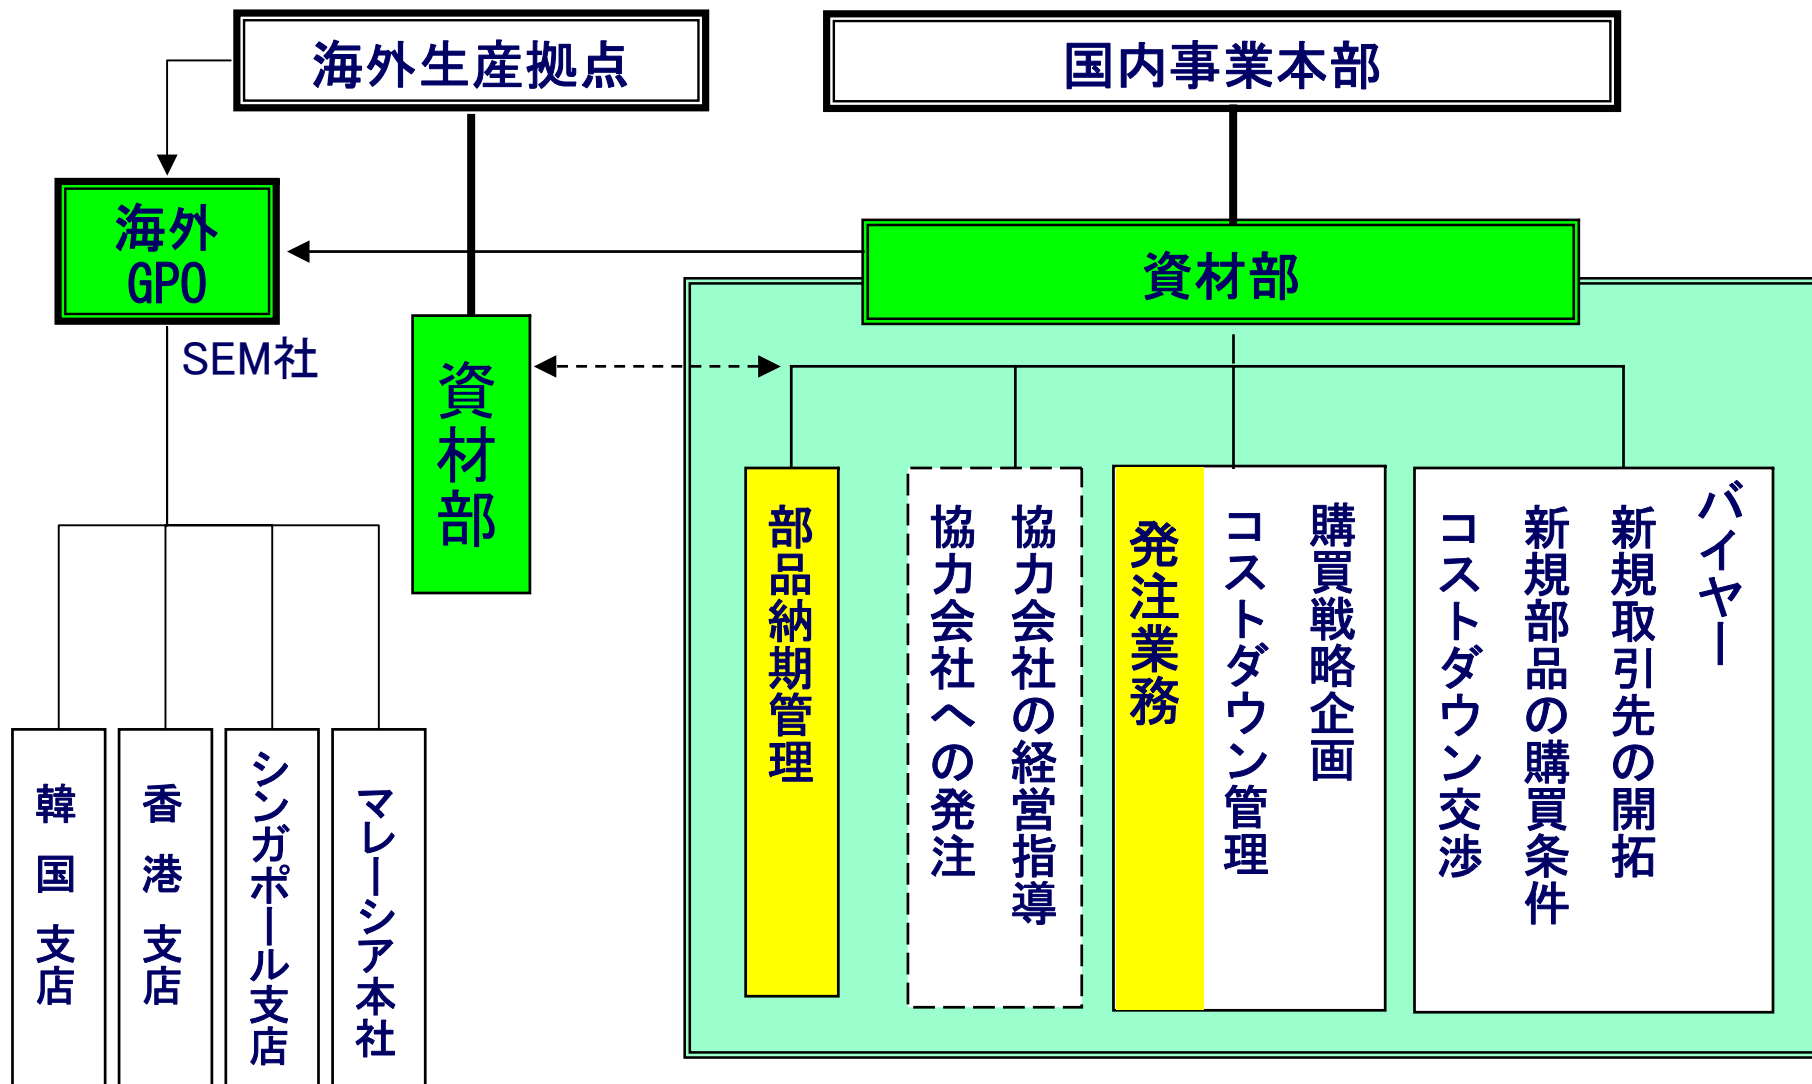 海外生産拠点
国内事業本部
海外
GPO
SEM社
資材部
資材部
部品納期管理
協力会社の経営指導
協力会社への発注
購買戦略企画
コストダウン管理
発注業務
バイヤー
新規取引先の開拓
新規部品の購買条件
コストダウン交渉
韓国支店
香港支店
シンガポール支店
マレーシア本社